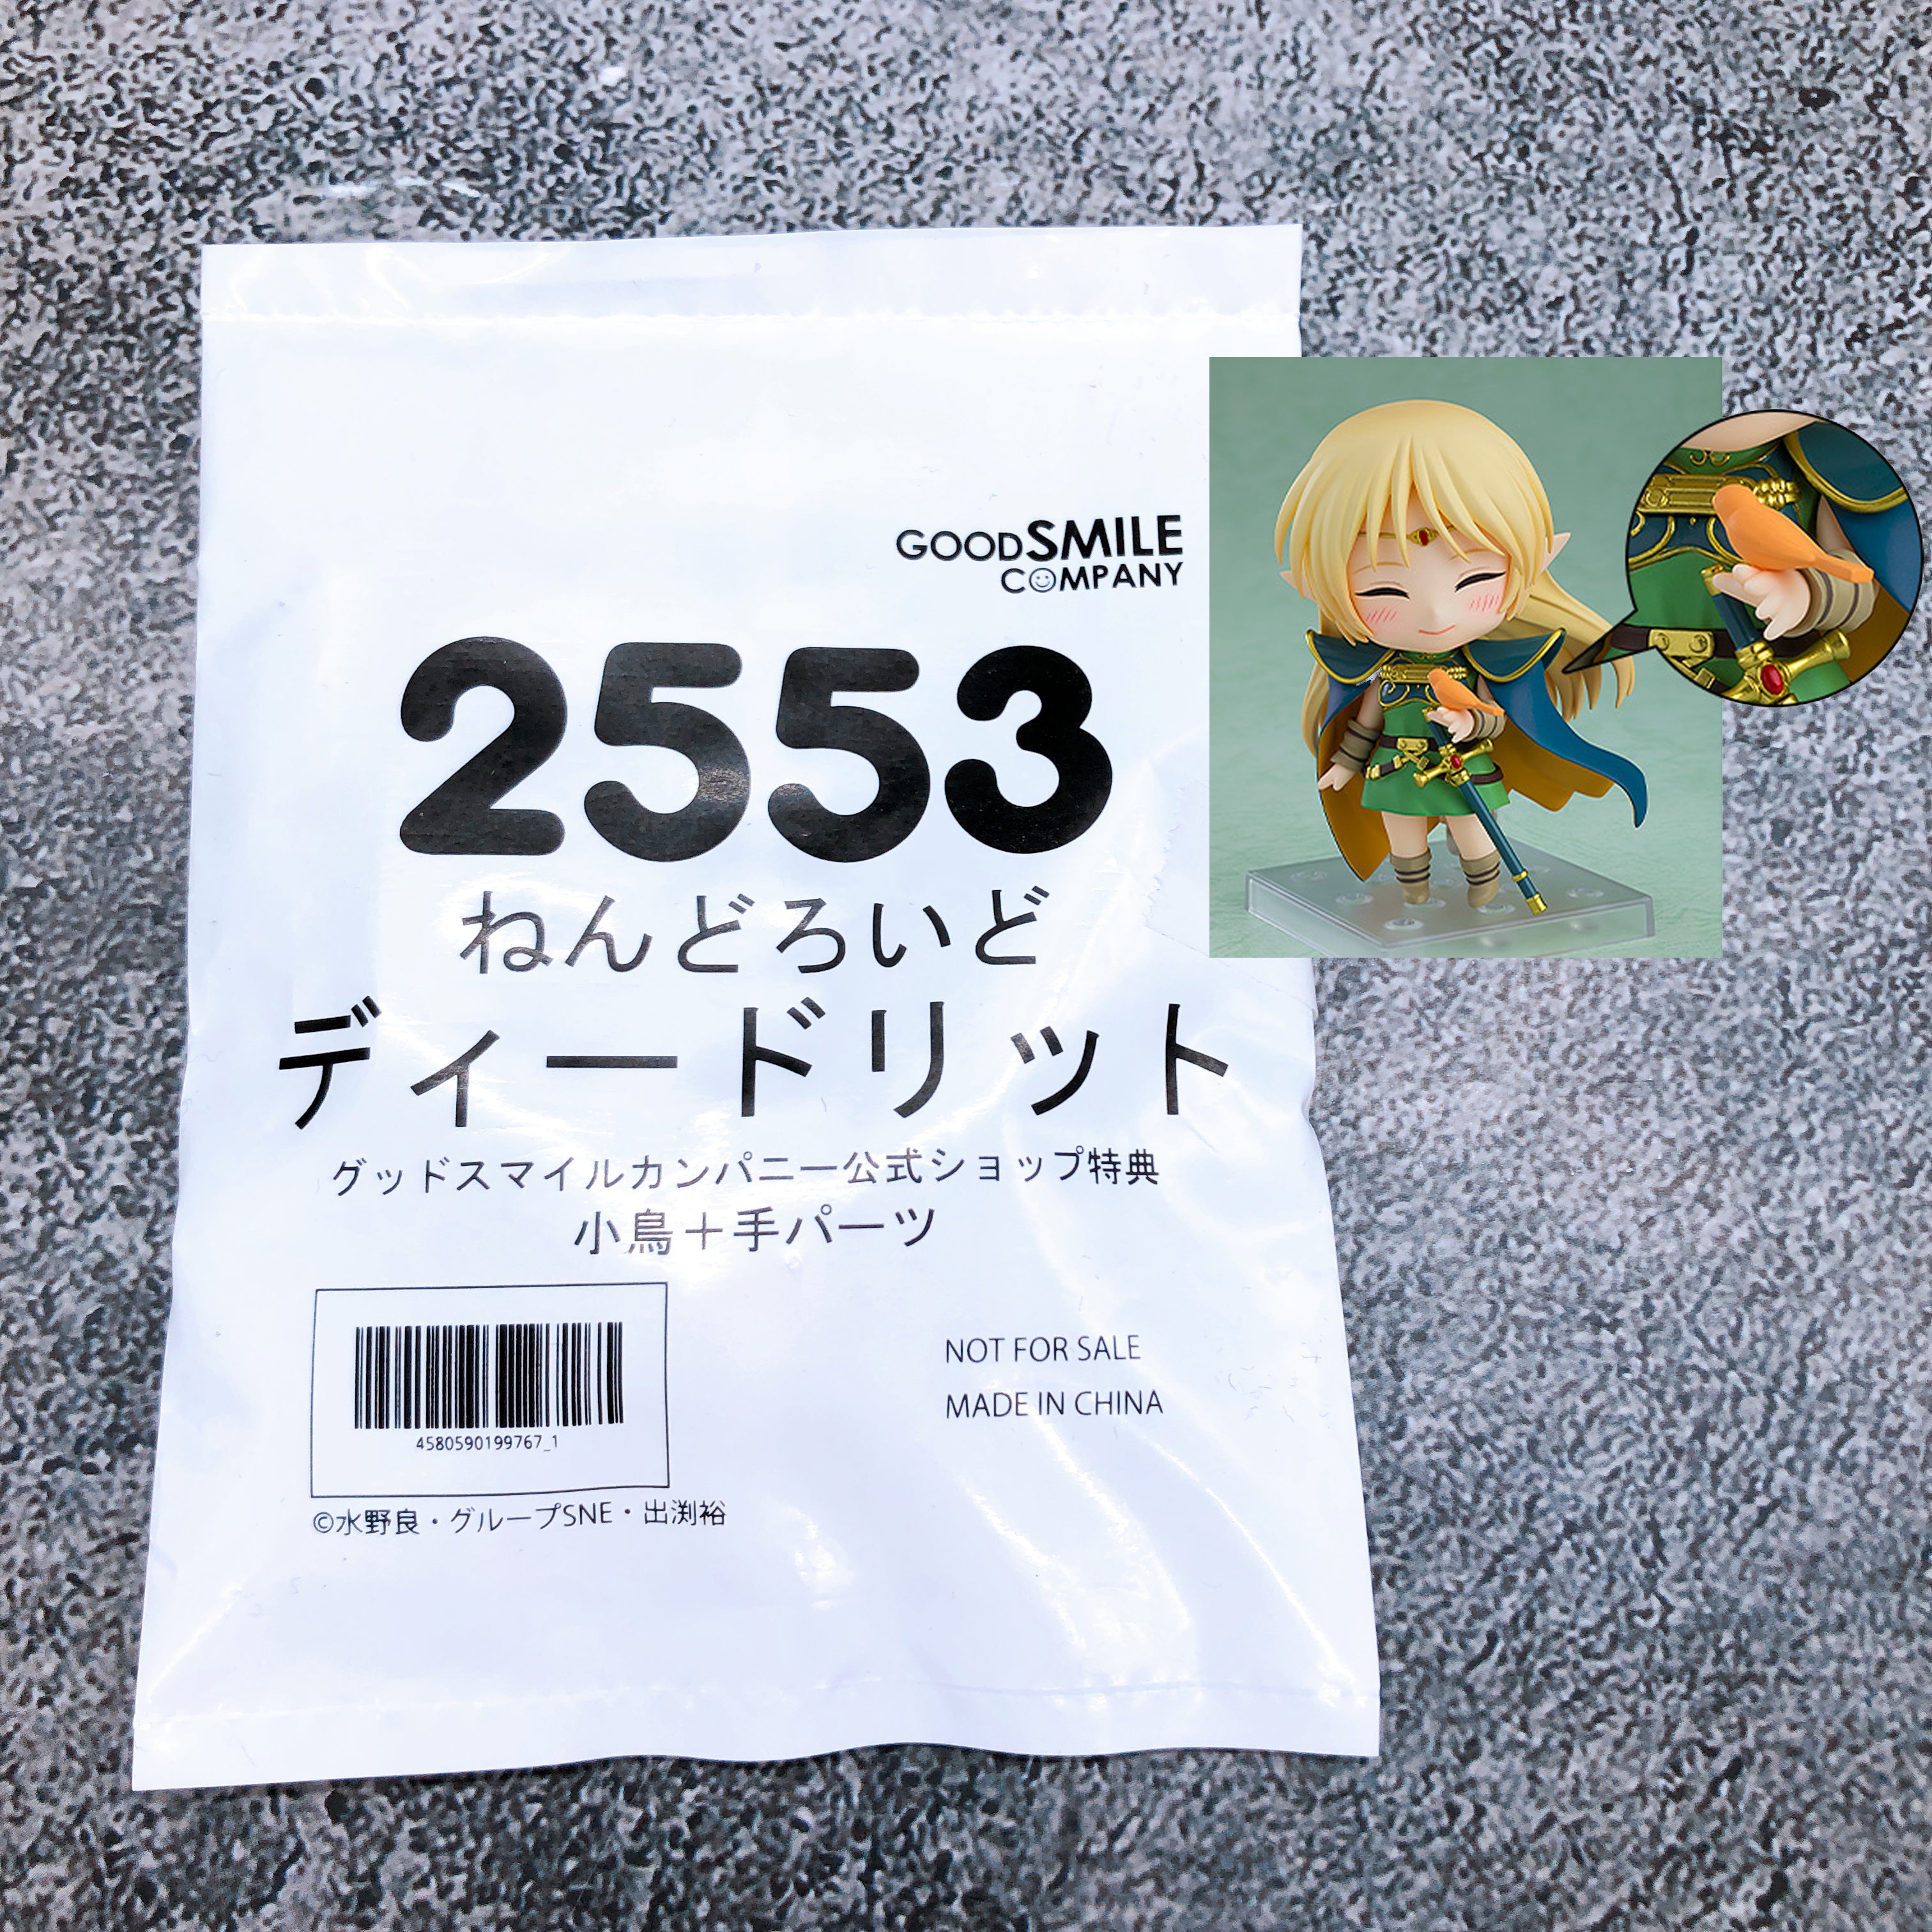 GOODSMILE
COMPANY
2553
ねんどろいど
ディードリット
グッドスマイルカンパニー公式ショップ特典
小鳥＋手パーツ
4580590199767_1
NOT FOR SALE
MADE IN CHINA
©水野良・グループSNE・出渕裕